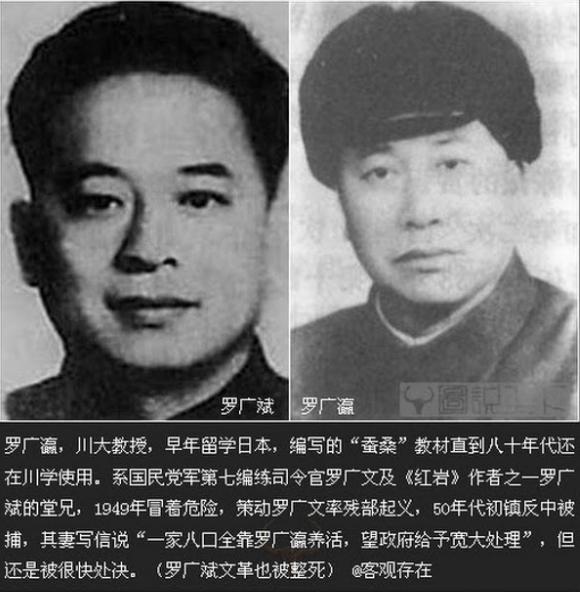 罗广斌
罗广瀛
圖説
罗广瀛，川大教授，早年留学日本，编写的“蚕桑”教材直到八十年代还
在川学使用。系国民党军第七编练司令官罗广文及《红岩》作者之一罗广
斌的堂兄，1949年冒着危险，策动罗广文率残部起义，50年代初镇反中被
捕，其妻写信说“一家八口全靠罗广瀛养活，望政府给予宽大处理”，但
还是被很快处决。（罗广斌文革也被整死） @客观存在